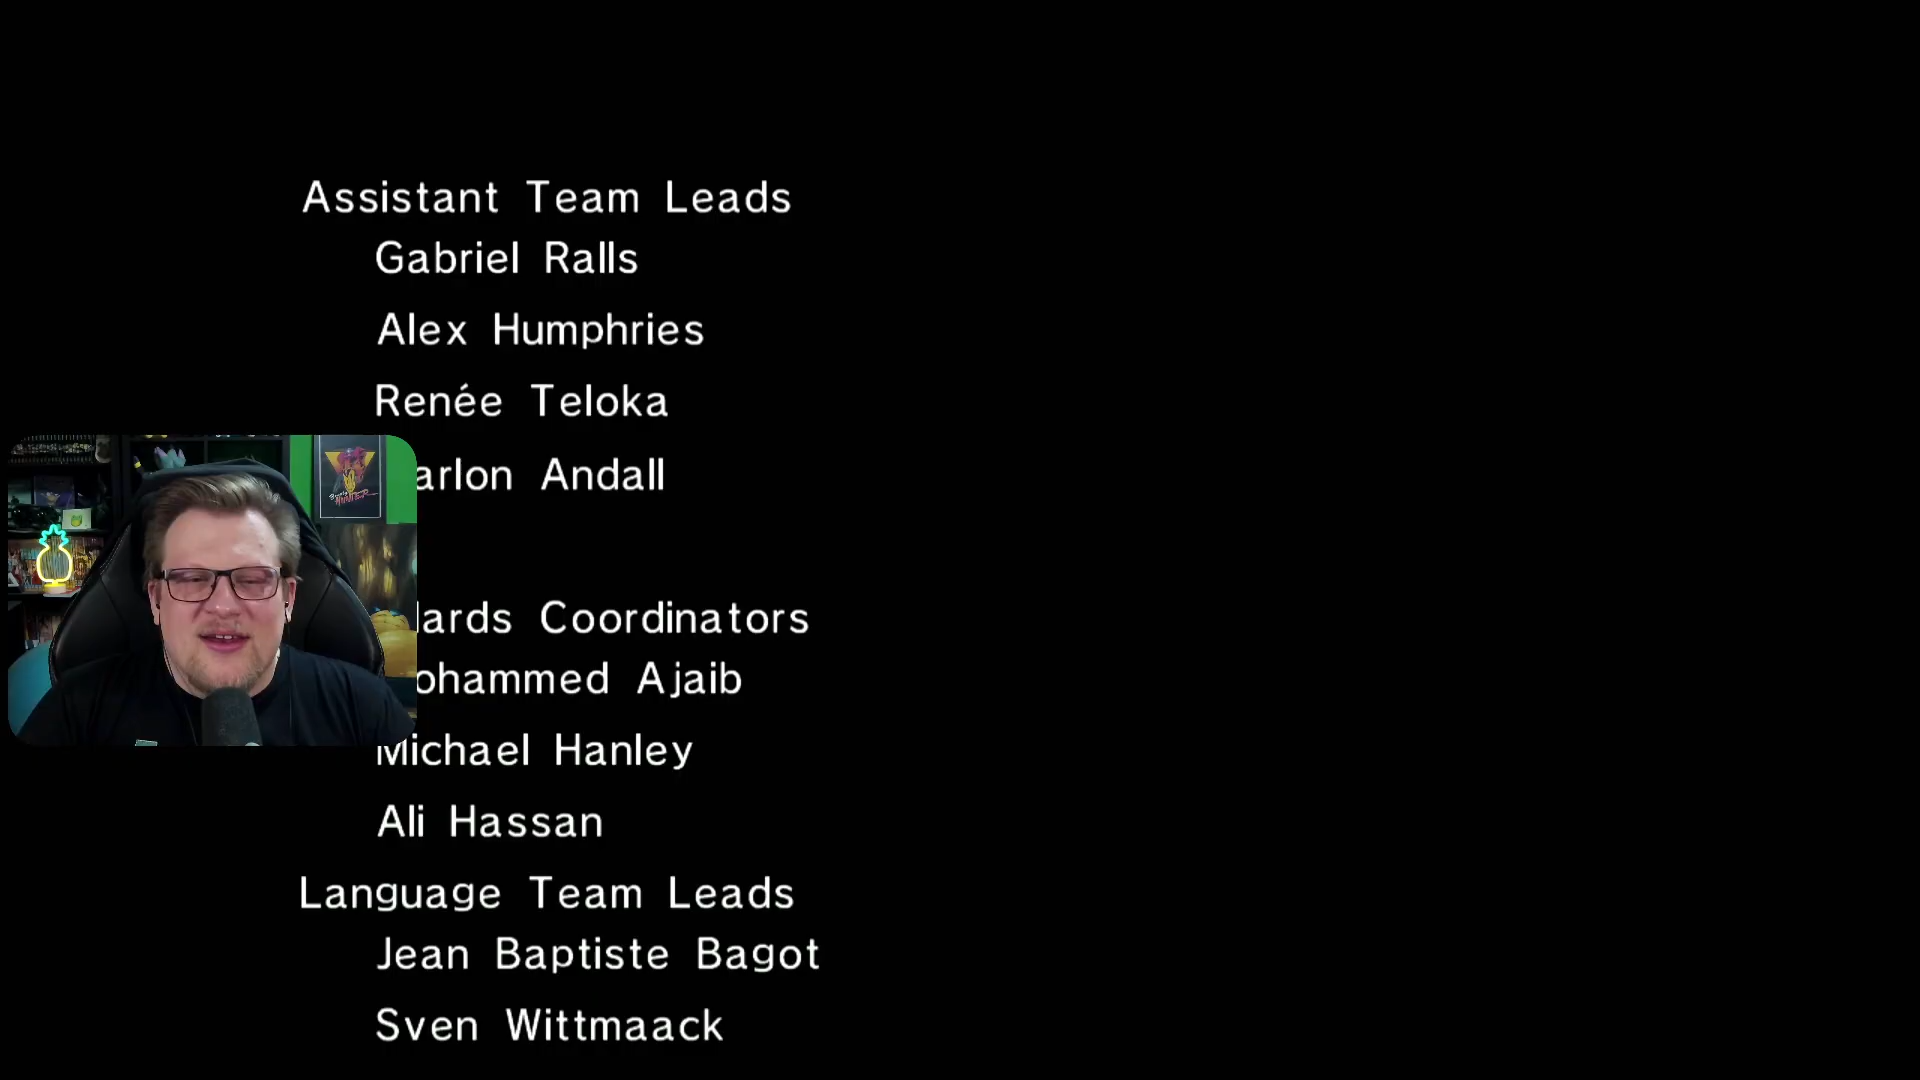 Assistant Team Leads
Gabriel Ralls
Alex Humphries
Renée Teloka
Andall
Coordinators
Ajaib
Michael Hanley
Ali Hassan
Language Team Leads
Jean Baptiste Bagot
Sven Wittmaack